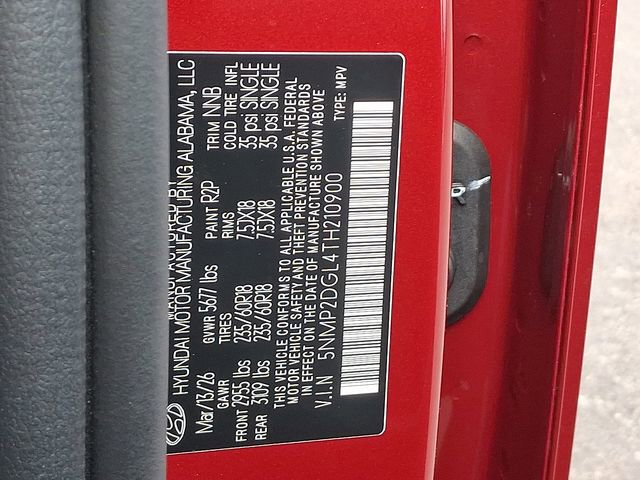 MANUFACTURED BY
HYUNDAI MOTOR MANUFACTURING ALABAMA, LLC
Mar/13/26 GVWR 5677 lbs PAINT R2P TRIM NNB
GAWR TIRES RIMS COLD TIRE INFL
FRONT 2955 lbs 235/60R18 7.5JX18 35 psi SINGLE
REAR 3109 lbs 235/60R18 7.5JX18 35 psi SINGLE
THIS VEHICLE CONFORMS TO ALL APPLICABLE U.S.A. FEDERAL
MOTOR VEHICLE SAFETY AND THEFT PREVENTION STANDARDS
IN EFFECT ON THE DATE OF MANUFACTURE SHOWN ABOVE
V.I.N 5NMP2DGL4TH210900 TYPE: MPV